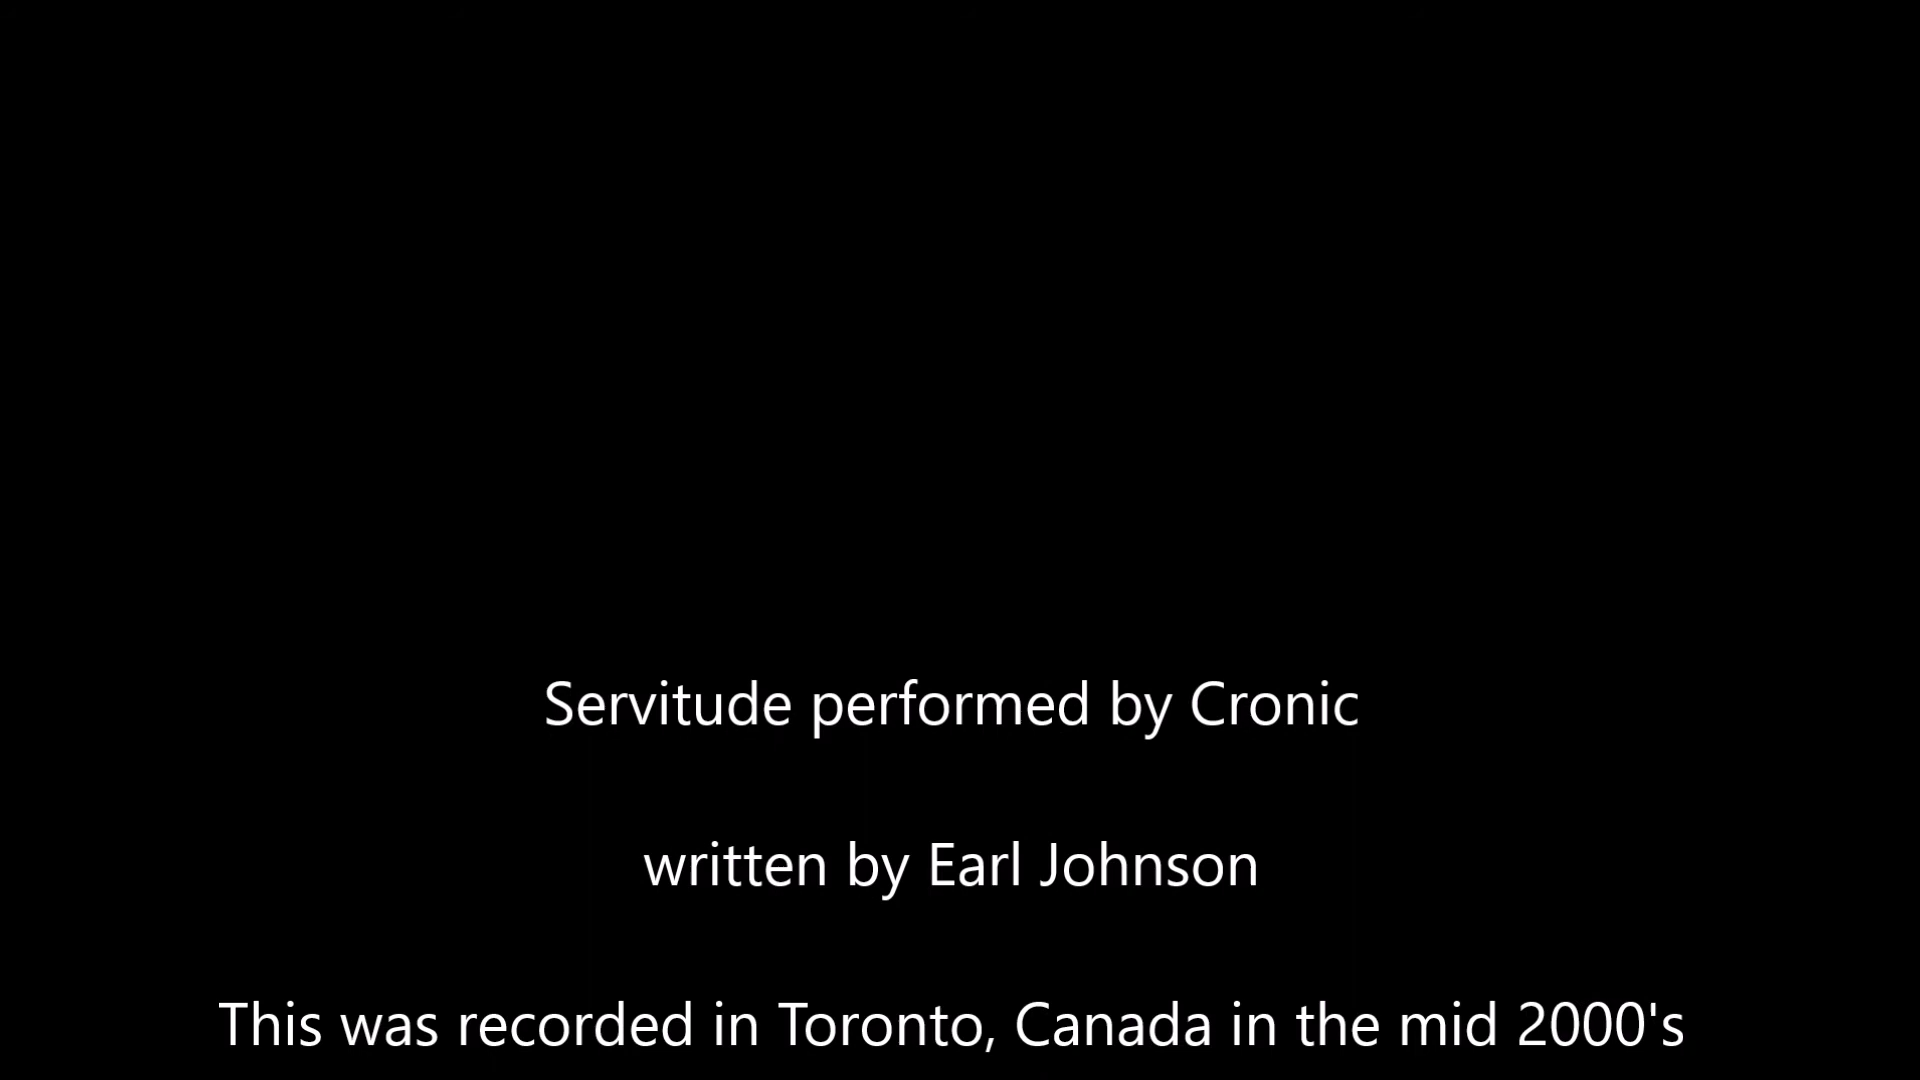 Servitude performed by Cronic
written by Earl Johnson
This was recorded in Toronto, Canada in the mid 2000's